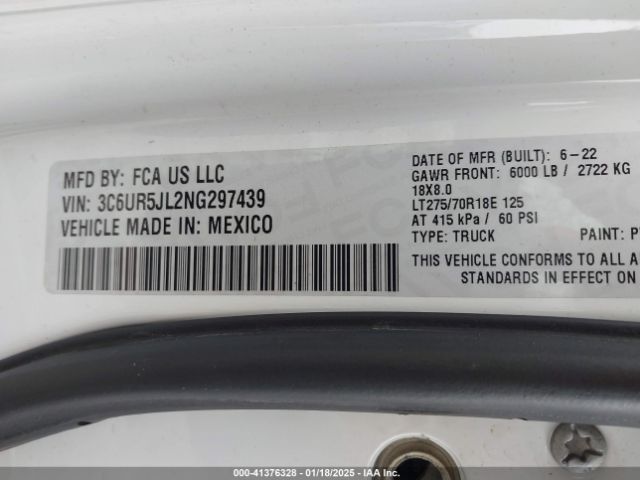 MFD BY: FCA US LLC
VIN: 3C6UR5JL2NG297439
VEHICLE MADE IN: MEXICO
DATE OF MFR (BUILT): 6-22
GAWR FRONT: 6000 LB / 2722 KG
18X8.0
LT275/70R18E 125
AT 415 kPa / 60 PSI
TYPE: TRUCK PAINT:
THIS VEHICLE CONFORMS TO ALL
STANDARDS IN EFFECT ON
000-41376328 | 01/18/2025 | IAAI.COM